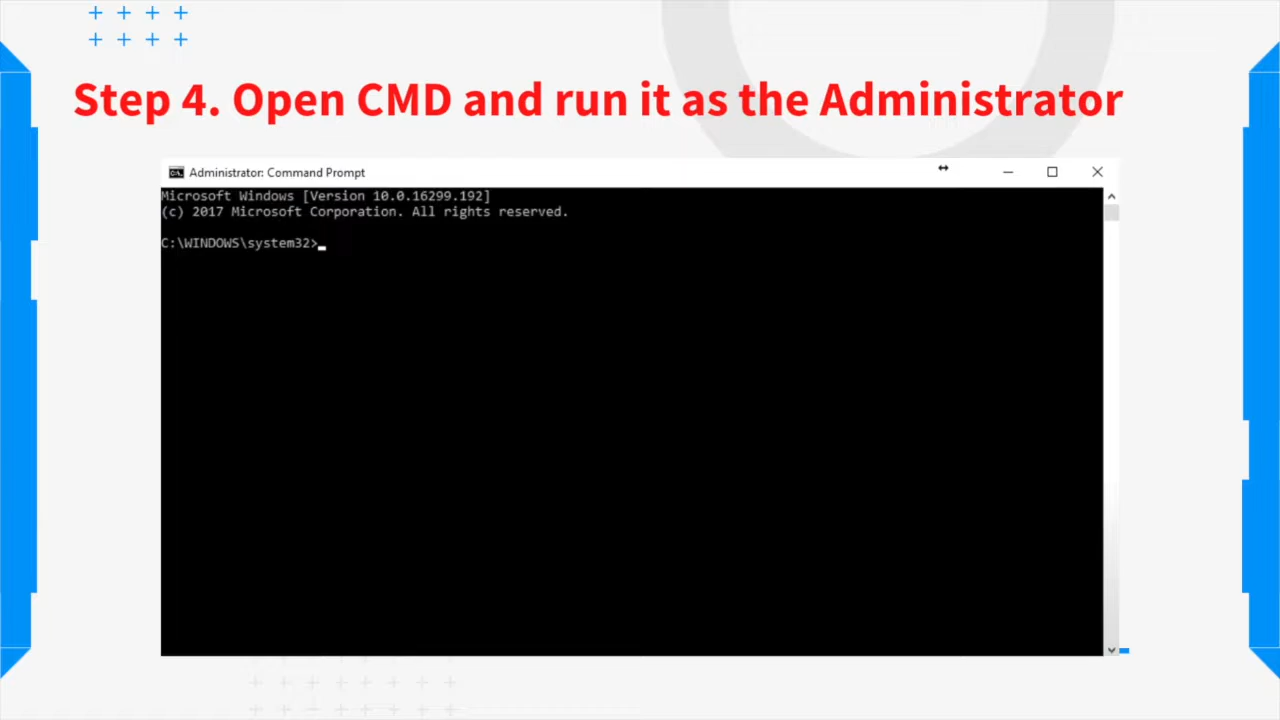 Step 4. Open CMD and run it as the Administrator
Administrator: Command Prompt
Microsoft Windows [Version 10.0.16299.192]
(c) 2017 Microsoft Corporation. All rights reserved.
C:\WINDOWS\system32>